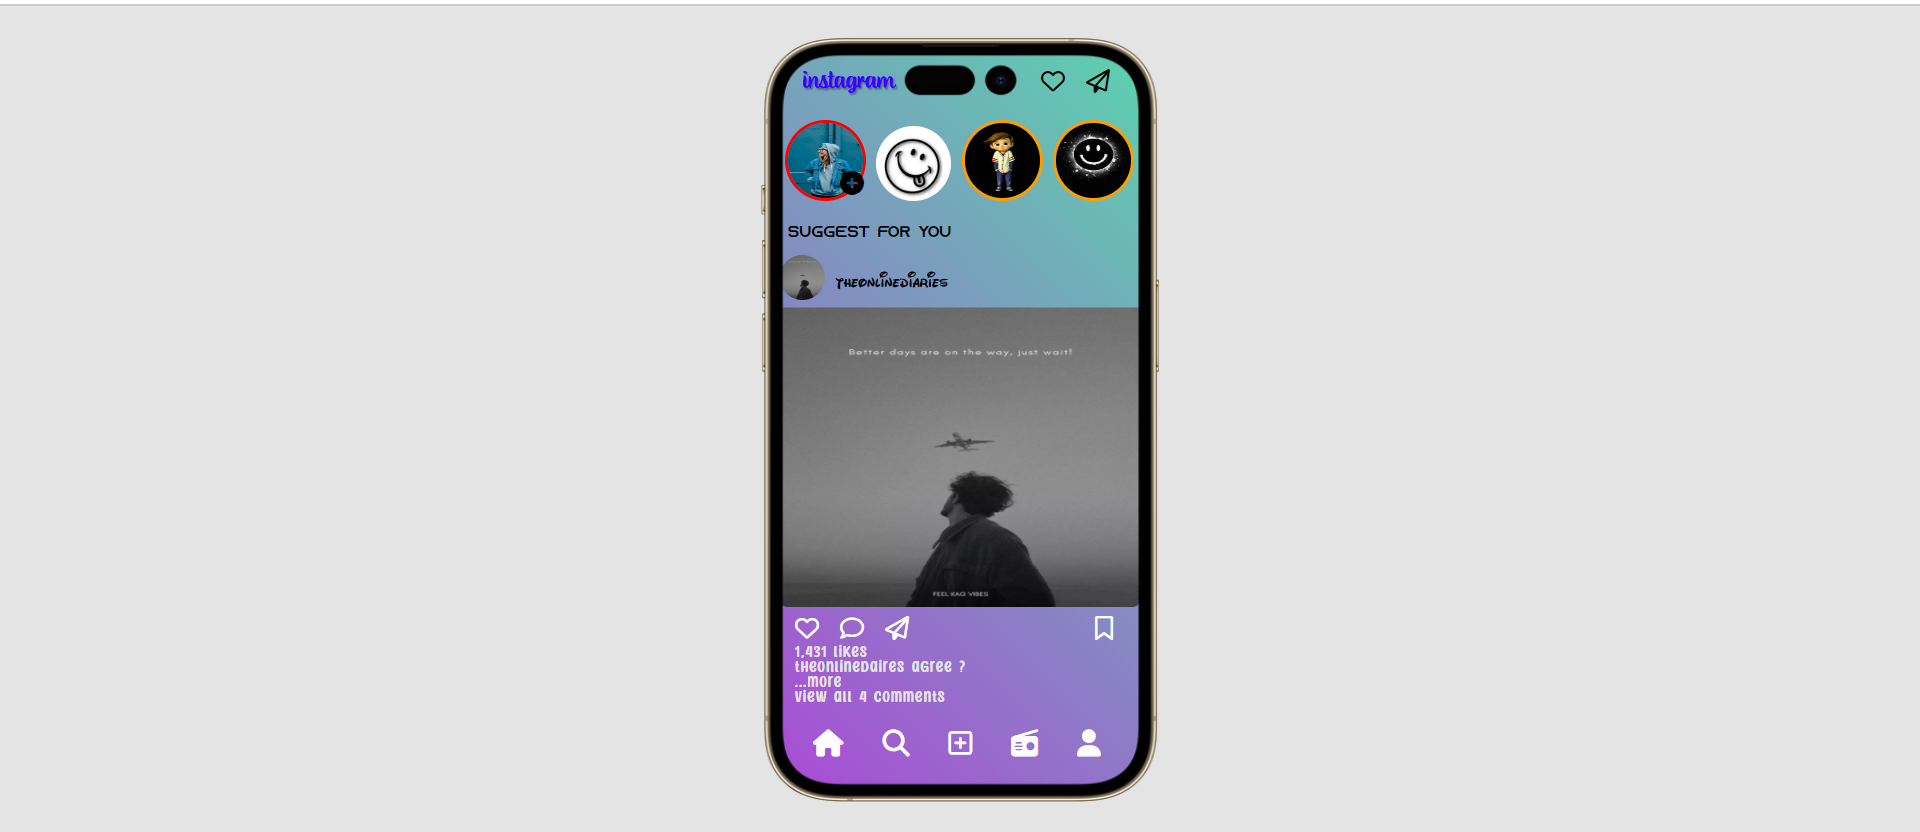 instagram
SUGGEST FOR YOU
THEONLINEDIARIES
Better days are on the way, just wait!
FEEL KAO VIBES
1,431 likes
theonlinedaires agree ?
...more
view all 4 comments